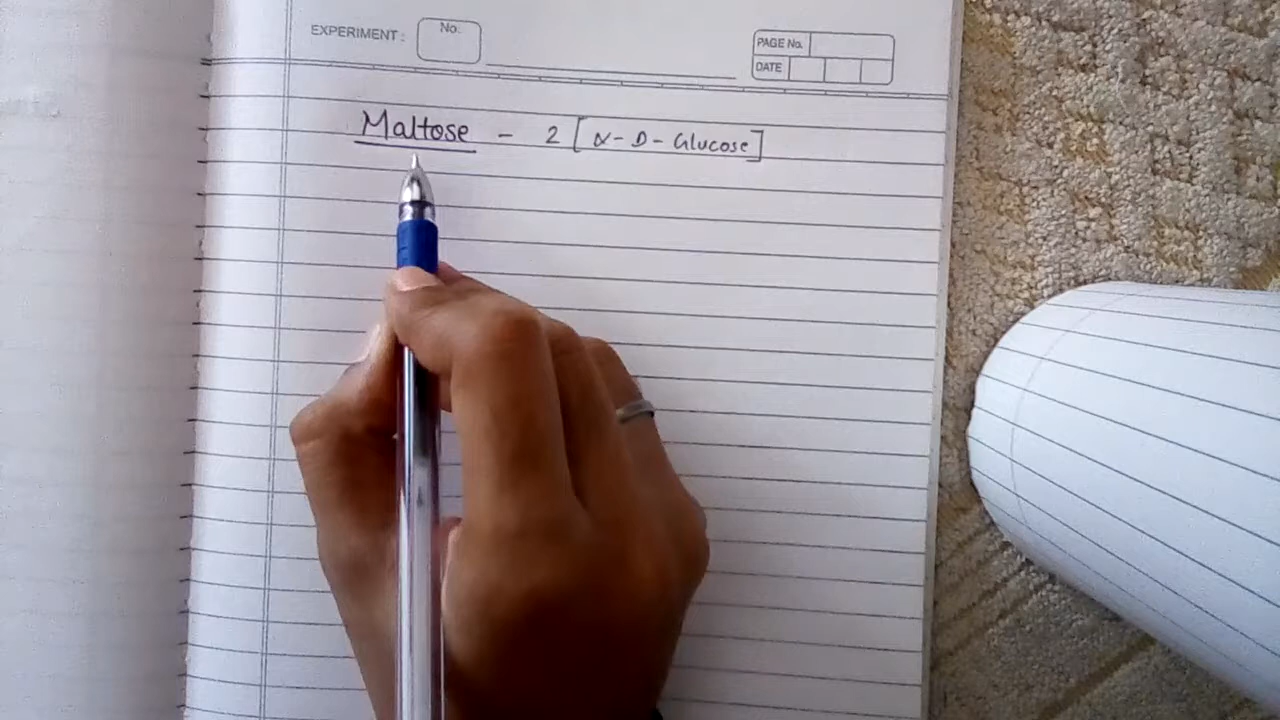 EXPERIMENT : No.
PAGE No.
DATE
Maltose - 2 [α-D-Glucose]